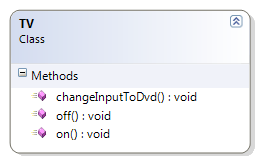 TV
Class
Methods
changeInputToDvd() : void
off() : void
on() : void